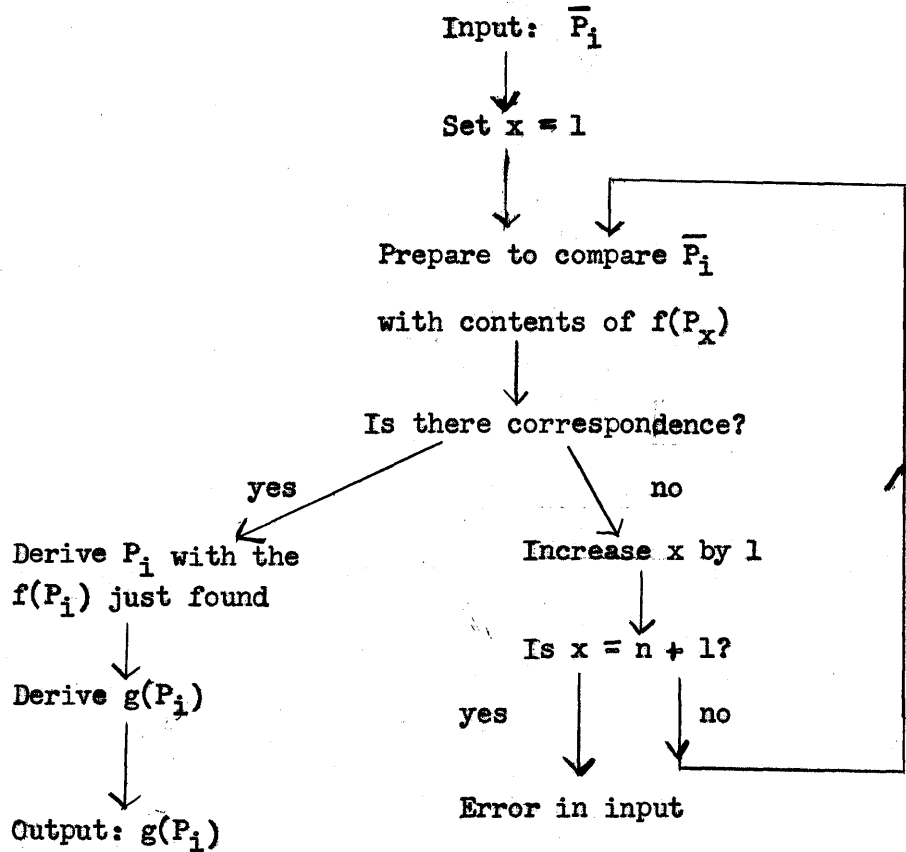 Input: P̅ᵢ
Set x = 1
Prepare to compare P̅ᵢ
with contents of f(Pₓ)
Is there correspondence?
yes
no
Derive Pᵢ with the
f(Pᵢ) just found
Increase x by 1
Is x = n + 1?
Derive g(Pᵢ)
yes
no
Error in input
Output: g(Pᵢ)